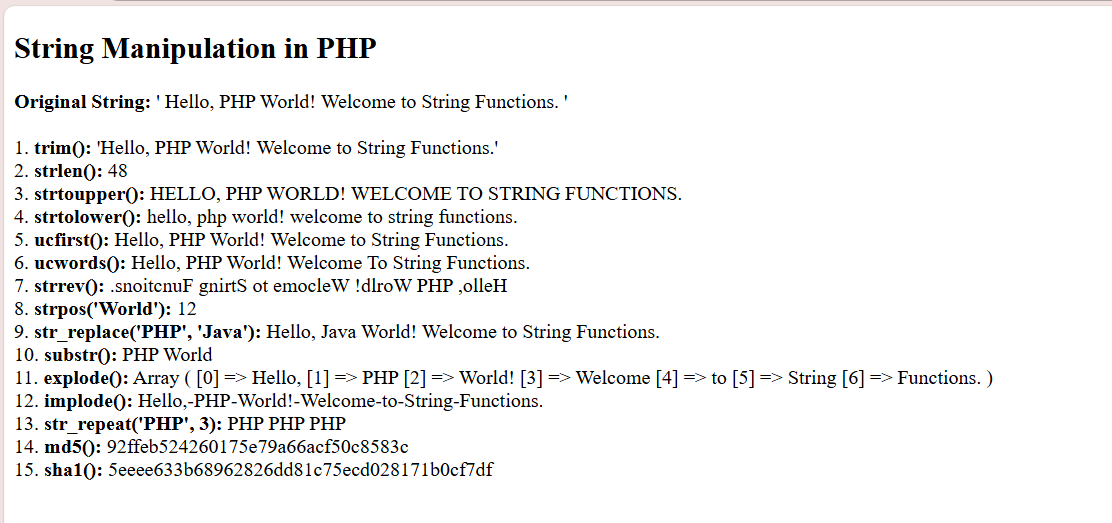 String Manipulation in PHP
Original String: ' Hello, PHP World! Welcome to String Functions. '
1. trim(): 'Hello, PHP World! Welcome to String Functions.'
2. strlen(): 48
3. strtoupper(): HELLO, PHP WORLD! WELCOME TO STRING FUNCTIONS.
4. strtolower(): hello, php world! welcome to string functions.
5. ucfirst(): Hello, PHP World! Welcome to String Functions.
6. ucwords(): Hello, PHP World! Welcome To String Functions.
7. strrev(): .snoitcnuF gnirtS ot emocleW !dlroW PHP ,olleH
8. strpos('World'): 12
9. str_replace('PHP', 'Java'): Hello, Java World! Welcome to String Functions.
10. substr(): PHP World
11. explode(): Array ( [0] => Hello, [1] => PHP [2] => World! [3] => Welcome [4] => to [5] => String [6] => Functions. )
12. implode(): Hello,-PHP-World!-Welcome-to-String-Functions.
13. str_repeat('PHP', 3): PHP PHP PHP
14. md5(): 92ffeb524260175e79a66acf50c8583c
15. sha1(): 5eeee633b68962826dd81c75ecd028171b0cf7df